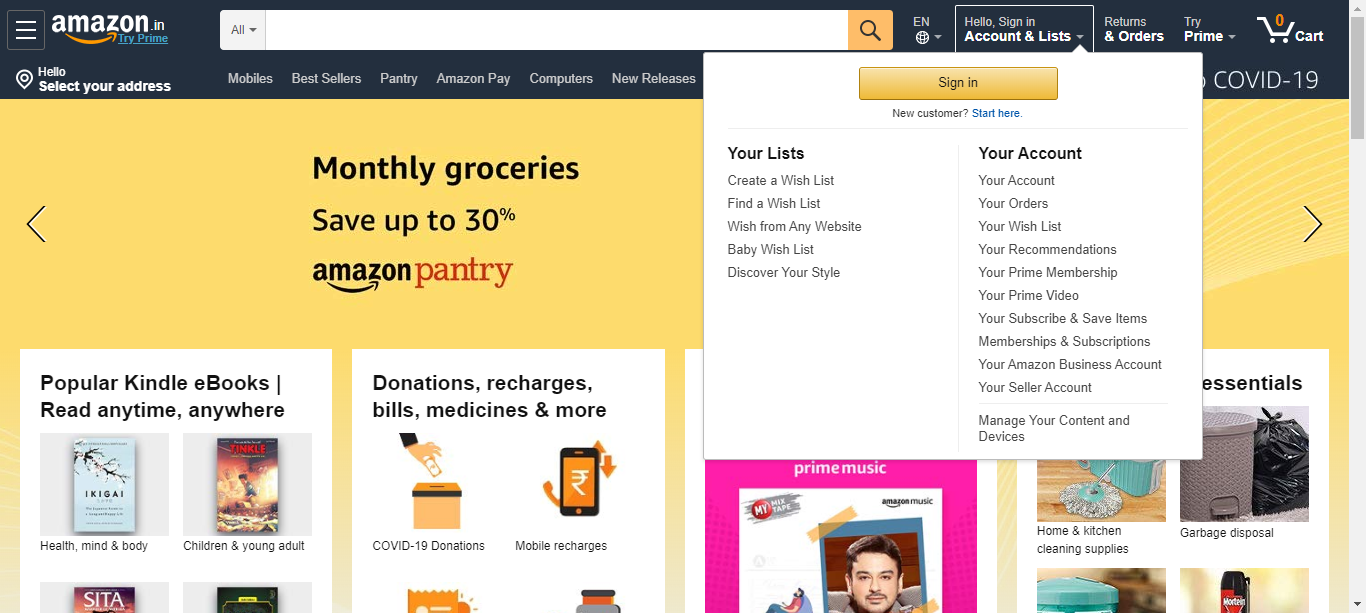 amazon.in
Try Prime
All
EN
Hello, Sign in
Account & Lists
Returns
& Orders
Try
Prime
0
Cart
Hello
Select your address
Mobiles
Best Sellers
Pantry
Amazon Pay
Computers
New Releases
COVID-19
Sign in
New customer? Start here.
Your Lists
Create a Wish List
Find a Wish List
Wish from Any Website
Baby Wish List
Discover Your Style
Your Account
Your Account
Your Orders
Your Wish List
Your Recommendations
Your Prime Membership
Your Prime Video
Your Subscribe & Save Items
Memberships & Subscriptions
Your Amazon Business Account
Your Seller Account
Manage Your Content and
Devices
Monthly groceries
Save up to 30%
amazon pantry
Popular Kindle eBooks |
Read anytime, anywhere
IKIGAI
TINKLE
Health, mind & body
Children & young adult
SITA
Donations, recharges,
bills, medicines & more
₹
COVID-19 Donations
Mobile recharges
prime music
MY MIX TAPE
amazon music
essentials
Home & kitchen
cleaning supplies
Garbage disposal
Mortein